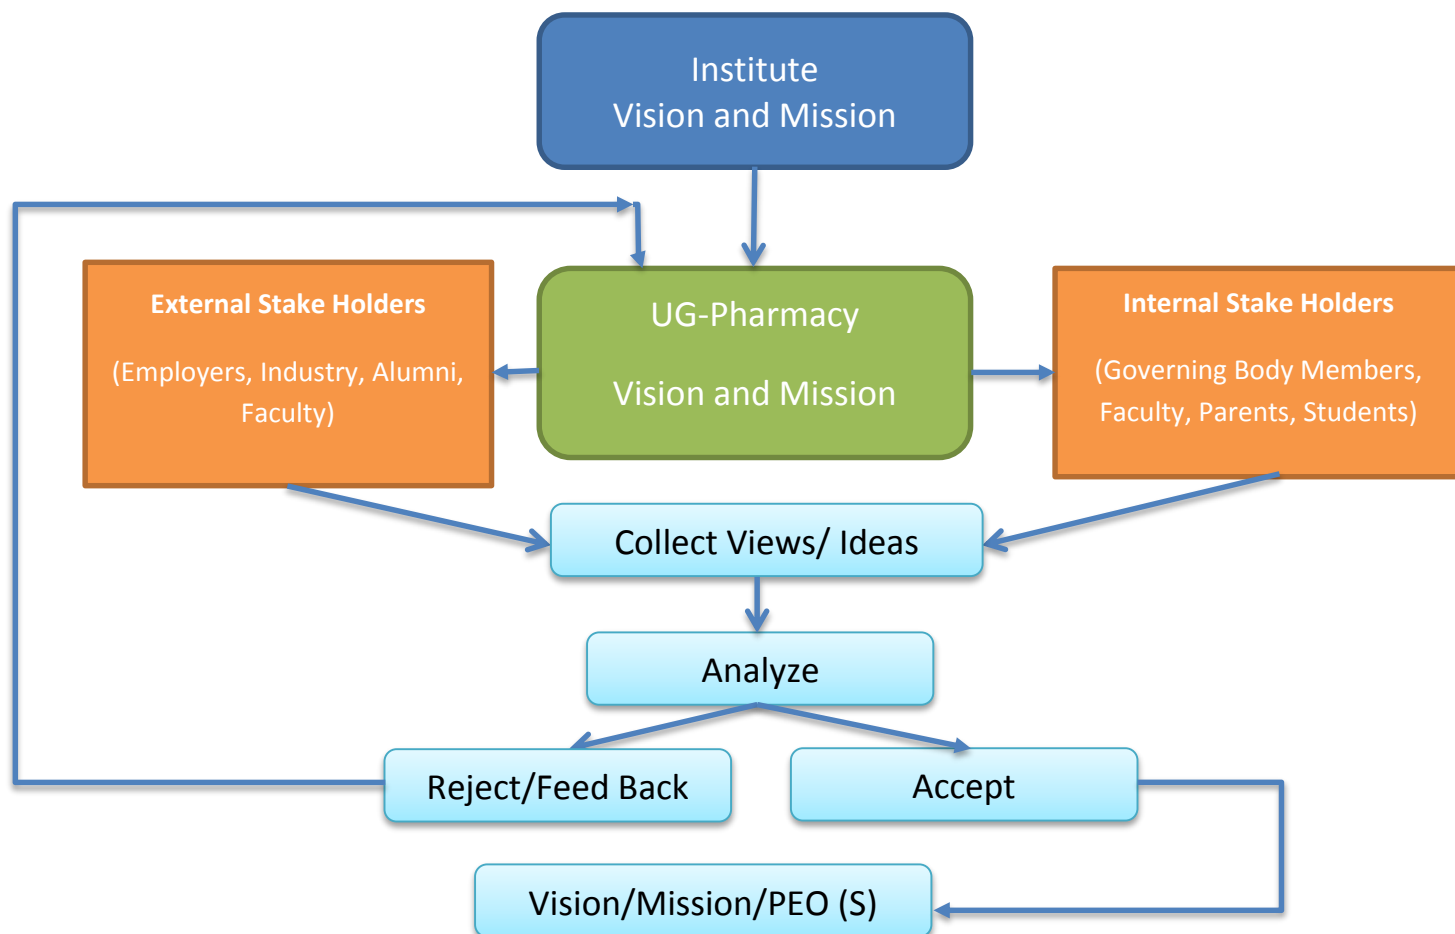 Institute
Vision and Mission
External Stake Holders
(Employers, Industry, Alumni,
Faculty)
UG-Pharmacy
Vision and Mission
Internal Stake Holders
(Governing Body Members,
Faculty, Parents, Students)
Collect Views/ Ideas
Analyze
Reject/Feed Back
Accept
Vision/Mission/PEO (S)